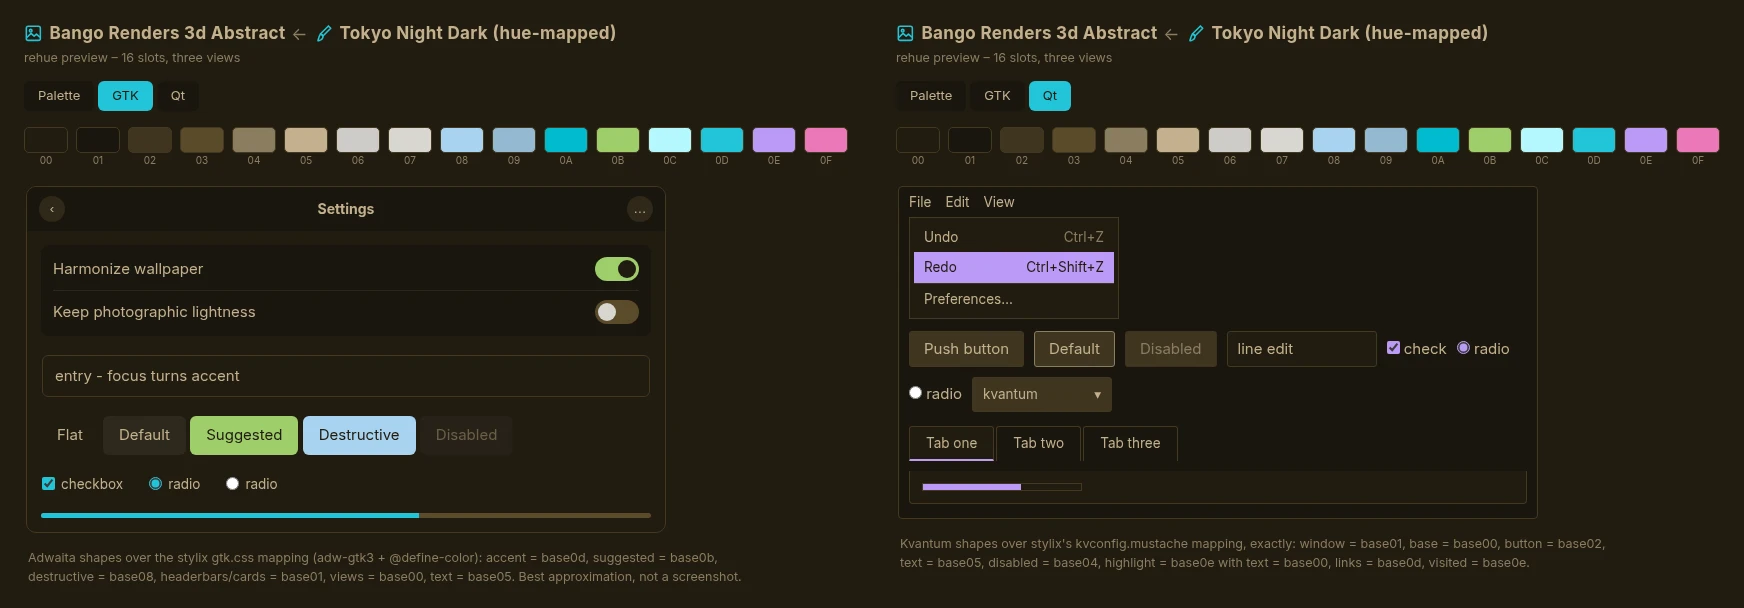 Bango Renders 3d Abstract ← Tokyo Night Dark (hue-mapped)
rehue preview – 16 slots, three views
Palette GTK Qt
00 01 02 03 04 05 06 07 08 09 0A 0B 0C 0D 0E 0F
‹ Settings ...
Harmonize wallpaper
Keep photographic lightness
entry - focus turns accent
Flat Default Suggested Destructive Disabled
checkbox radio radio
Adwaita shapes over the stylix gtk.css mapping (adw-gtk3 + @define-color): accent = base0d, suggested = base0b,
destructive = base08, headerbars/cards = base01, views = base00, text = base05. Best approximation, not a screenshot.
Bango Renders 3d Abstract ← Tokyo Night Dark (hue-mapped)
rehue preview – 16 slots, three views
Palette GTK Qt
00 01 02 03 04 05 06 07 08 09 0A 0B 0C 0D 0E 0F
File Edit View
Undo Ctrl+Z
Redo Ctrl+Shift+Z
Preferences...
Push button Default Disabled line edit check radio
radio kvantum ▾
Tab one Tab two Tab three
Kvantum shapes over stylix's kvconfig.mustache mapping, exactly: window = base01, base = base00, button = base02,
text = base05, disabled = base04, highlight = base0e with text = base00, links = base0d, visited = base0e.